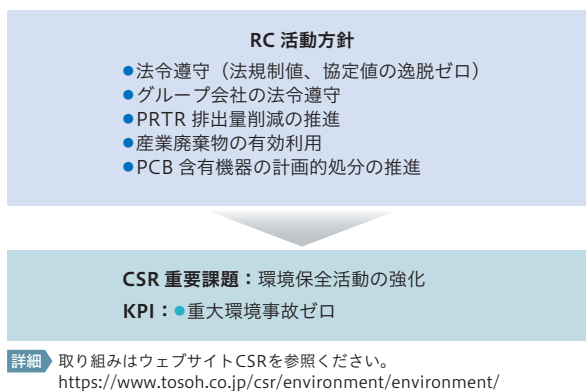 RC 活動方針
●法令遵守（法規制値、協定値の逸脱ゼロ）
●グループ会社の法令遵守
●PRTR 排出量削減の推進
●産業廃棄物の有効利用
●PCB 含有機器の計画的処分の推進
CSR 重要課題：環境保全活動の強化
KPI：●重大環境事故ゼロ
詳細 取り組みはウェブサイトCSRを参照ください。
https://www.tosoh.co.jp/csr/environment/environment/